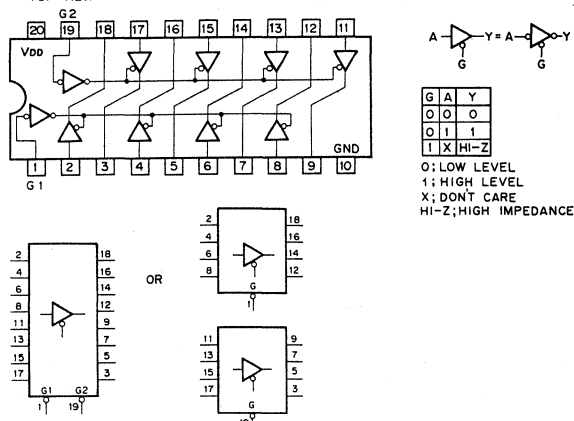 G2
20 19 18 17 16 15 14 13 12 11
VDD
GND
1 2 3 4 5 6 7 8 9 10
G1
A Y = A Y
G G
G A Y
0 0 0
0 1 1
1 X HI-Z
O; LOW LEVEL
1; HIGH LEVEL
X; DON'T CARE
HI-Z; HIGH IMPEDANCE
2 18
4 16
6 14
8 12
11 9
13 7
15 5
17 3
G1 G2
1 19
OR
2 18
4 16
6 14
8 12
G
1
11 9
13 7
15 5
17 3
G